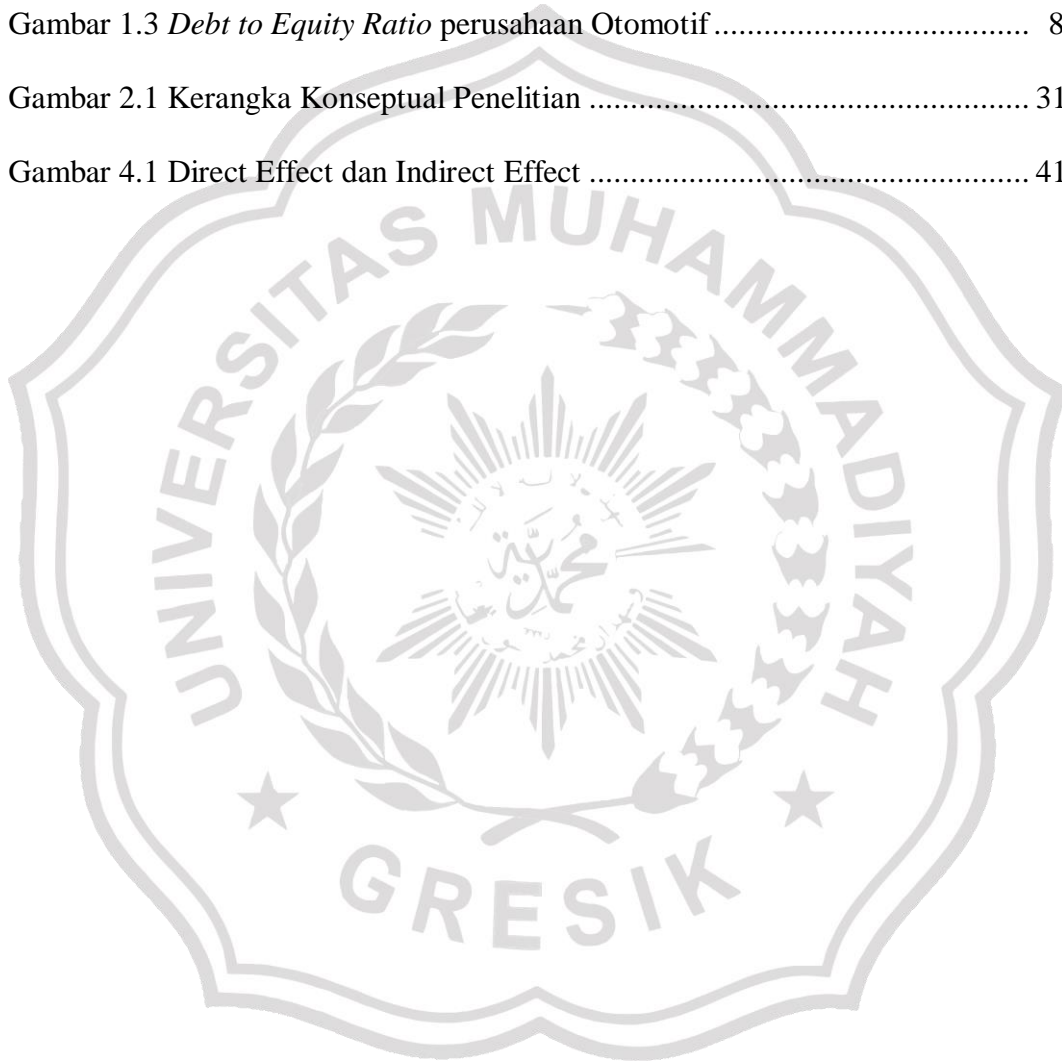 Gambar 1.3 Debt to Equity Ratio perusahaan Otomotif ...................................... 8
Gambar 2.1 Kerangka Konseptual Penelitian ..................................................... 31
Gambar 4.1 Direct Effect dan Indirect Effect ..................................................... 41
UNIVERSITAS MUHAMMADIYAH
GRESIK